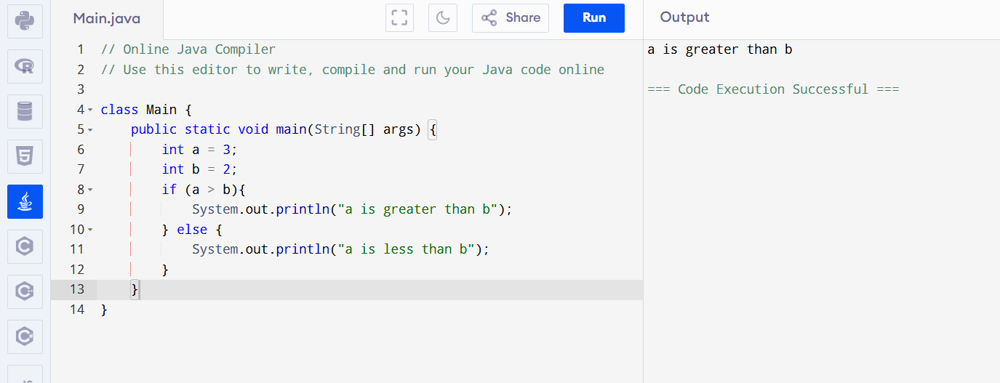 Main.java
Share
Run
Output
1 // Online Java Compiler
2 // Use this editor to write, compile and run your Java code online
3
4 class Main {
5     public static void main(String[] args) {
6         int a = 3;
7         int b = 2;
8         if (a > b){
9             System.out.println("a is greater than b");
10         } else {
11             System.out.println("a is less than b");
12         }
13     }
14 }
a is greater than b
=== Code Execution Successful ===
R
5
C
C
C